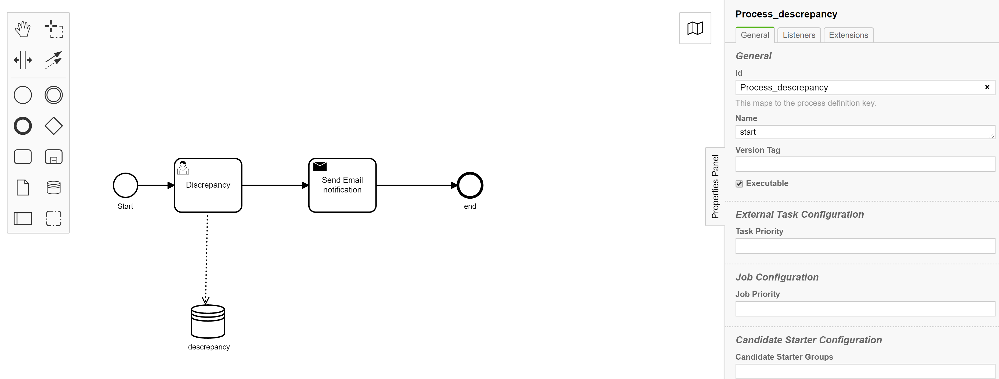 Start
Discrepancy
Send Email
notification
end
descrepancy
Properties Panel
Process_descrepancy
General
Listeners
Extensions
General
Id
Process_descrepancy
This maps to the process definition key.
Name
start
Version Tag
Executable
External Task Configuration
Task Priority
Job Configuration
Job Priority
Candidate Starter Configuration
Candidate Starter Groups